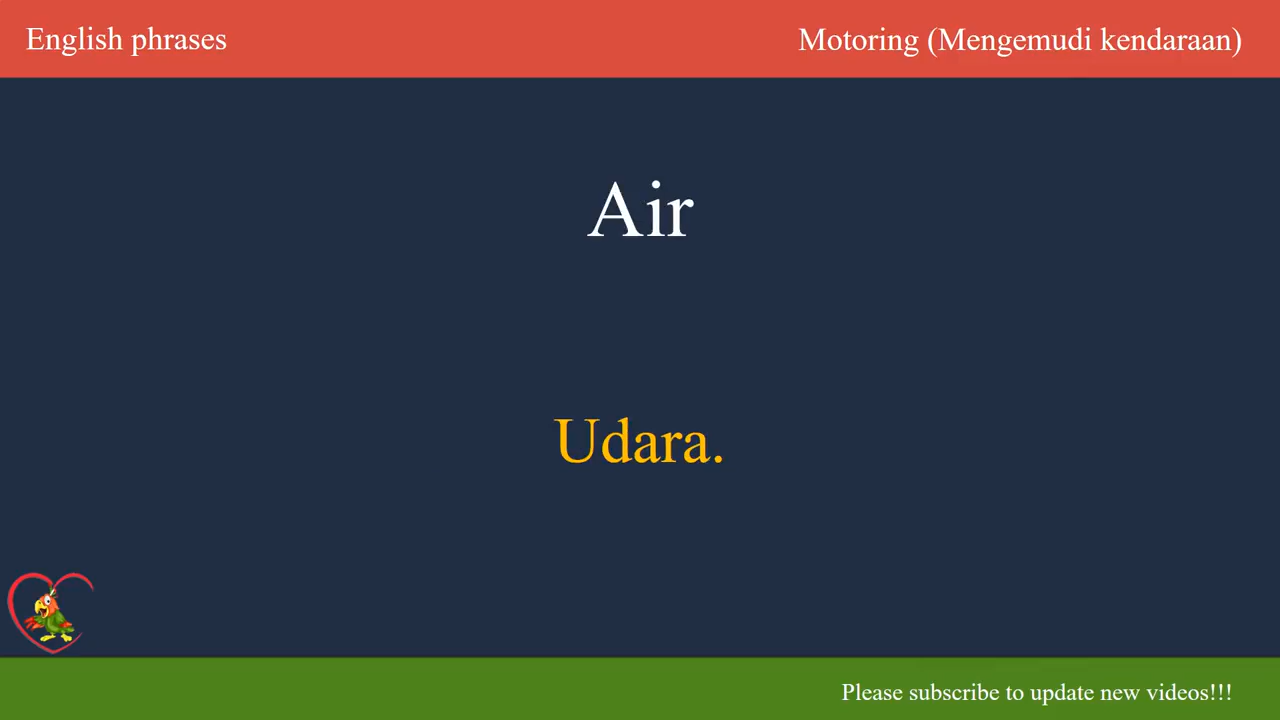 English phrases
Motoring (Mengemudi kendaraan)
Air
Udara.
Please subscribe to update new videos!!!